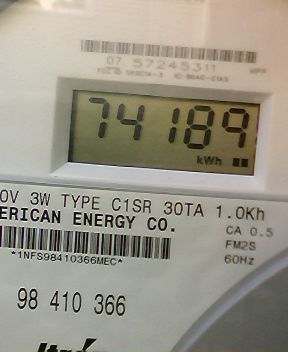 07 57245311
74189
kWh
0V 3W TYPE C1SR 30TA 1.0Kh
ERICAN ENERGY CO.
CA 0.5
FM2S
*1NFS98410366MEC*
60Hz
98 410 366
Itron